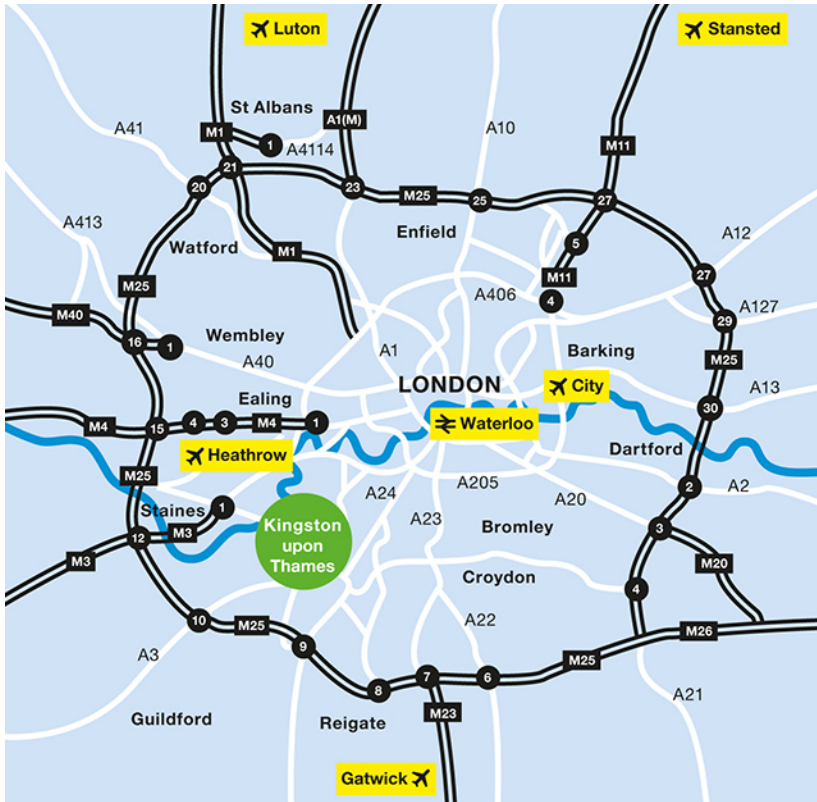 Luton
Stansted
St Albans
A1(M)
M1
1
A10
A41
A4114
M11
21
20
23
M25
25
27
A413
Enfield
5
A12
Watford
M1
M11
27
M25
A406
4
M40
A127
29
16
1
Wembley
A1
Barking
M25
A40
LONDON
City
A13
Ealing
30
M4
15
4
3
M4
1
Waterloo
Heathrow
Dartford
M25
A24
A205
A20
2
A2
Staines
1
A23
Kingston
upon
Thames
Bromley
3
12
M3
M3
M20
Croydon
4
10
M25
A22
M26
9
A3
M25
7
6
8
A21
Guildford
Reigate
M23
Gatwick